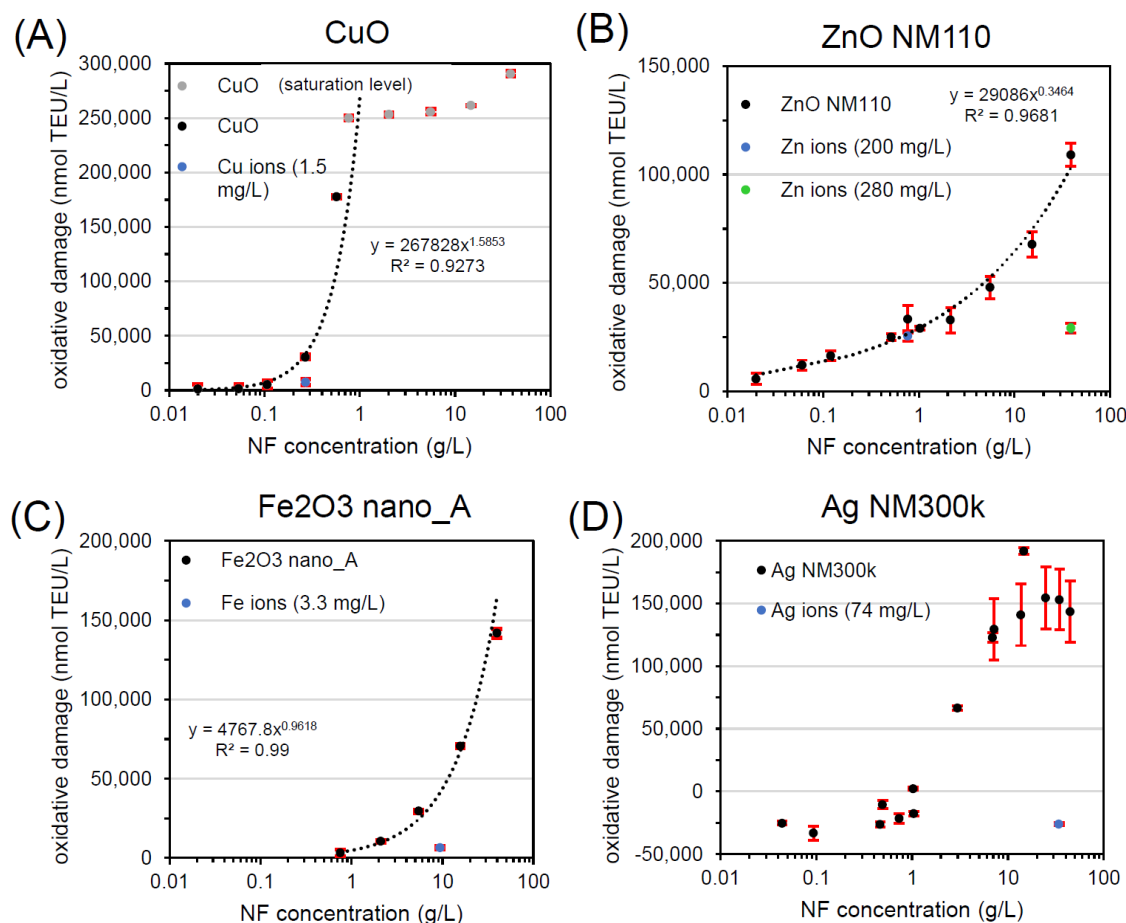 (A)
CuO
oxidative damage (nmol TEU/L)
300,000
250,000
200,000
150,000
100,000
50,000
0
CuO (saturation level)
CuO
Cu ions (1.5
mg/L)
y = 267828x^1.5853
R² = 0.9273
0.01 0.1 1 10 100
NF concentration (g/L)
(B)
ZnO NM110
oxidative damage (nmol TEU/L)
150,000
100,000
50,000
0
ZnO NM110
Zn ions (200 mg/L)
Zn ions (280 mg/L)
y = 29086x^0.3464
R² = 0.9681
0.01 0.1 1 10 100
NF concentration (g/L)
(C)
Fe2O3 nano_A
oxidative damage (nmol TEU/L)
200,000
150,000
100,000
50,000
0
Fe2O3 nano_A
Fe ions (3.3 mg/L)
y = 4767.8x^0.9618
R² = 0.99
0.01 0.1 1 10 100
NF concentration (g/L)
(D)
Ag NM300k
oxidative damage (nmol TEU/L)
200,000
150,000
100,000
50,000
0
-50,000
Ag NM300k
Ag ions (74 mg/L)
0.01 0.1 1 10 100
NF concentration (g/L)